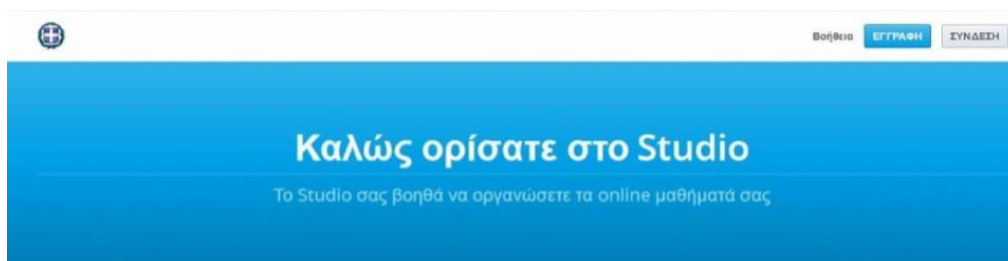 Βοήθεια ΕΓΓΡΑΦΗ ΣΥΝΔΕΣΗ
Καλώς ορίσατε στο Studio
Το Studio σας βοηθά να οργανώσετε τα online μαθήματά σας